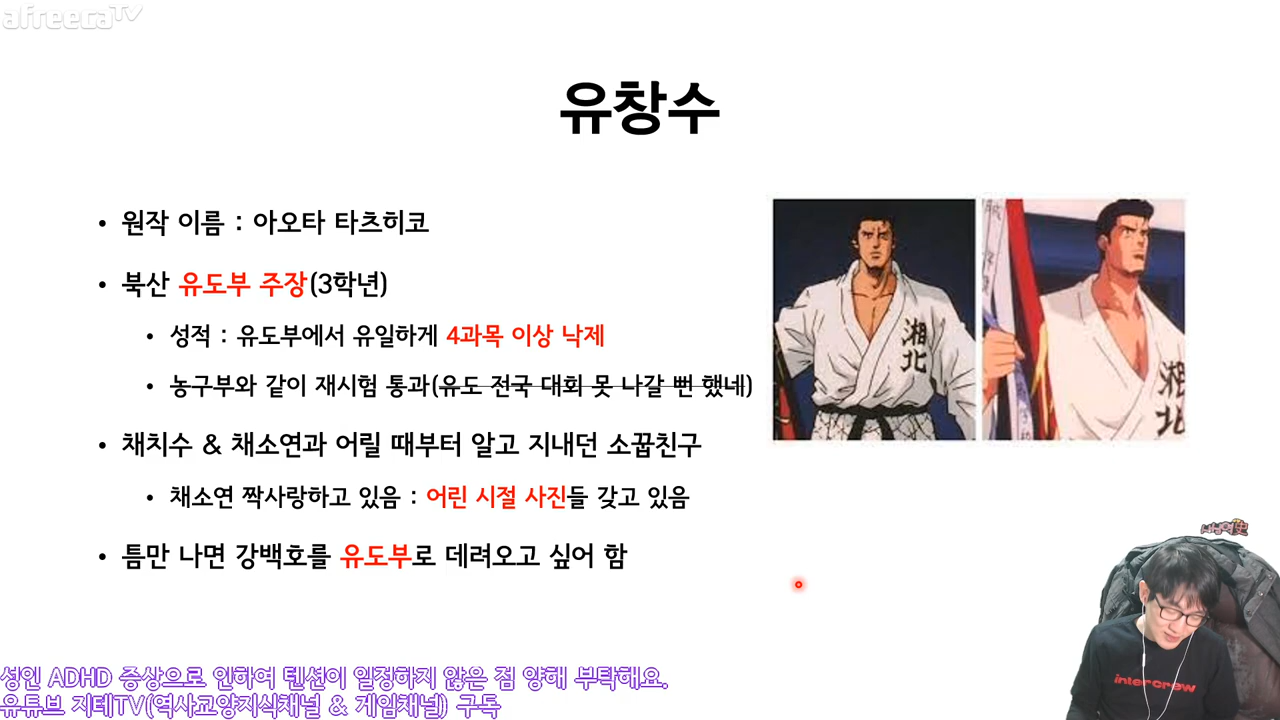 afreecaTV
유창수
• 원작 이름 : 아오타 타츠히코
• 북산 유도부 주장(3학년)
• 성적 : 유도부에서 유일하게 4과목 이상 낙제
• 농구부와 같이 재시험 통과(유도 전국 대회 못 나갈 뻔 했네)
• 채치수 & 채소연과 어릴 때부터 알고 지내던 소꿉친구
• 채소연 짝사랑하고 있음 : 어린 시절 사진들 갖고 있음
• 틈만 나면 강백호를 유도부로 데려오고 싶어 함
湘北
湘北
intercrew
성인 ADHD 증상으로 인하여 텐션이 일정하지 않은 점 양해 부탁해요.
유튜브 지테TV(역사교양지식채널 & 게임채널) 구독